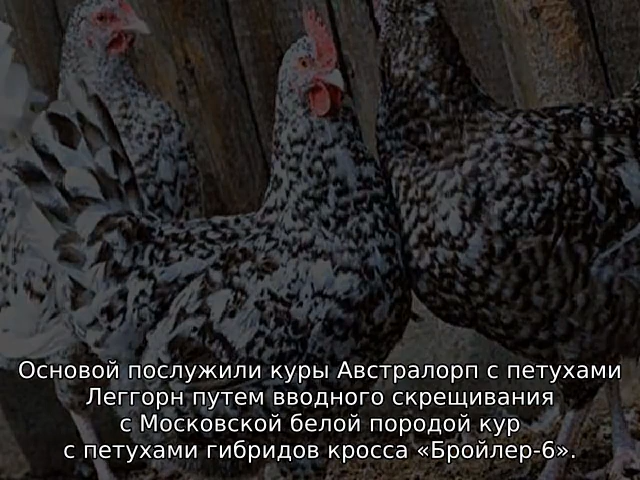 Основой послужили куры Австралорп с петухами
Леггорн путем вводного скрещивания
с Московской белой породой кур
с петухами гибридов кросса «Бройлер-6».